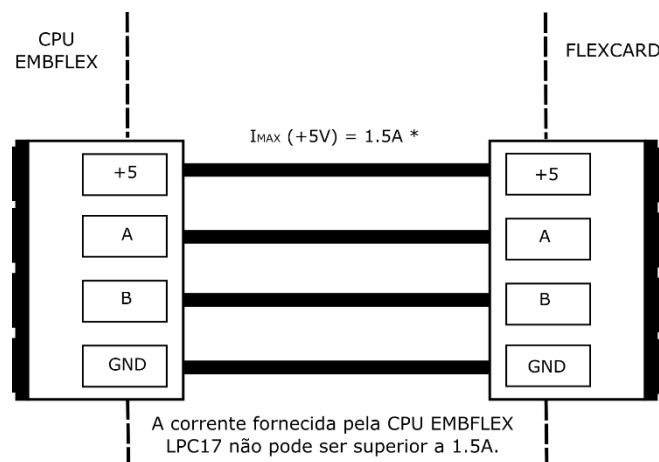 CPU
EMBFLEX
FLEXCARD
IMAX (+5V) = 1.5A *
+5
+5
A
A
B
B
GND
GND
A corrente fornecida pela CPU EMBFLEX
LPC17 não pode ser superior a 1.5A.